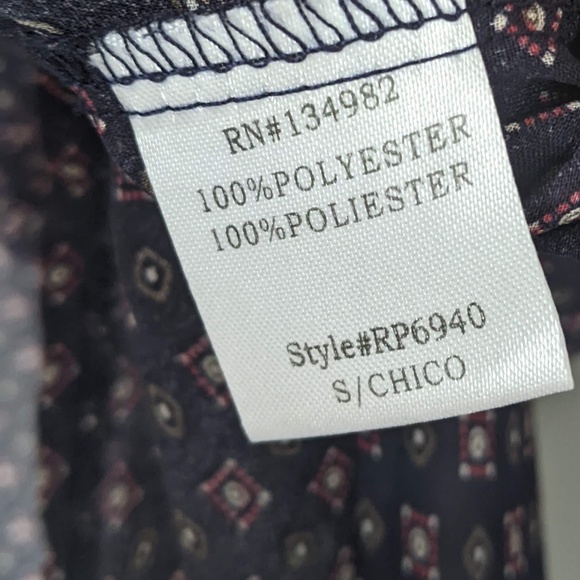 RN#134982
100%POLYESTER
100%POLIESTER
Style#RP6940
S/CHICO